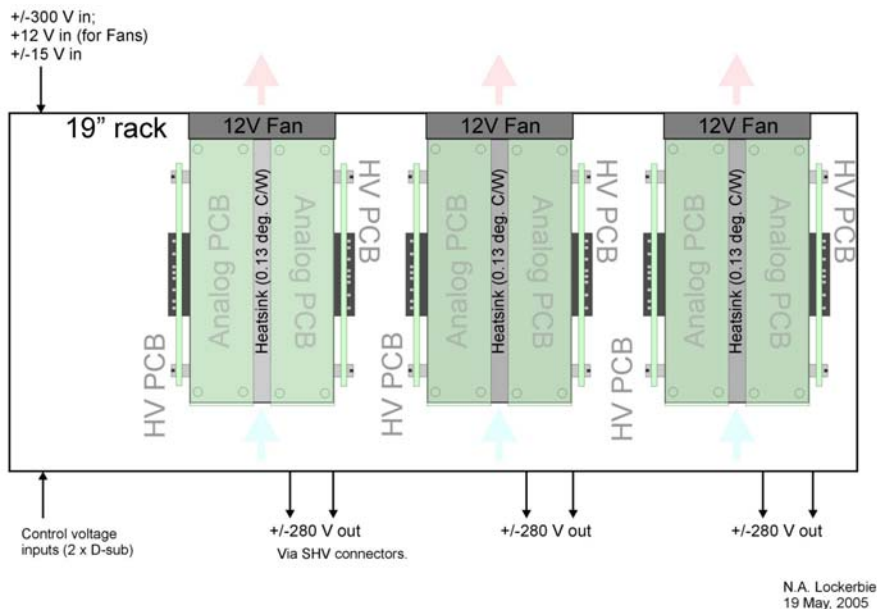 +/-300 V in;
+12 V in (for Fans)
+/-15 V in
19” rack
12V Fan
12V Fan
12V Fan
HV PCB
Analog PCB
Heatsink (0.13 deg. C/W)
Analog PCB
HV PCB
HV PCB
Analog PCB
Heatsink (0.13 deg. C/W)
Analog PCB
HV PCB
HV PCB
Analog PCB
Heatsink (0.13 deg. C/W)
Analog PCB
HV PCB
Control voltage
inputs (2 x D-sub)
+/-280 V out
Via SHV connectors.
+/-280 V out
+/-280 V out
N.A. Lockerbie
19 May, 2005